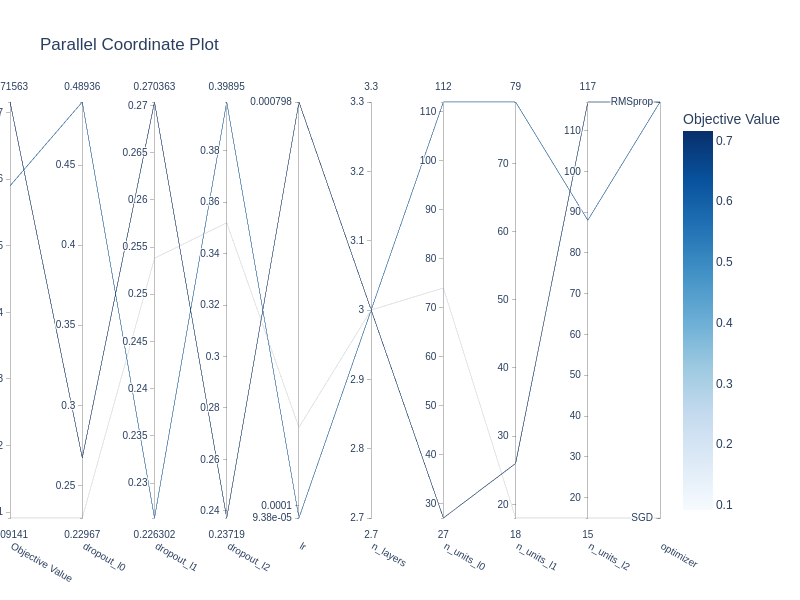 Parallel Coordinate Plot
71563 0.48936 0.270363 0.39895 3.3 112 79 117
0.000798
RMSprop
7 6 5 4 3 2 1
09141
Objective Value
0.45 0.4 0.35 0.3 0.25
0.22967
dropout_l0
0.27 0.265 0.26 0.255 0.25 0.245 0.24 0.235 0.23
0.226302
dropout_l1
0.38 0.36 0.34 0.32 0.3 0.28 0.26 0.24
0.23719
dropout_l2
0.0001
9.38e-05
lr
3.3 3.2 3.1 3 2.9 2.8 2.7
2.7
n_layers
110 100 90 80 70 60 50 40 30
27
n_units_l0
70 60 50 40 30 20
18
n_units_l1
110 100 90 80 70 60 50 40 30 20
15
n_units_l2
SGD
optimizer
Objective Value
0.7
0.6
0.5
0.4
0.3
0.2
0.1